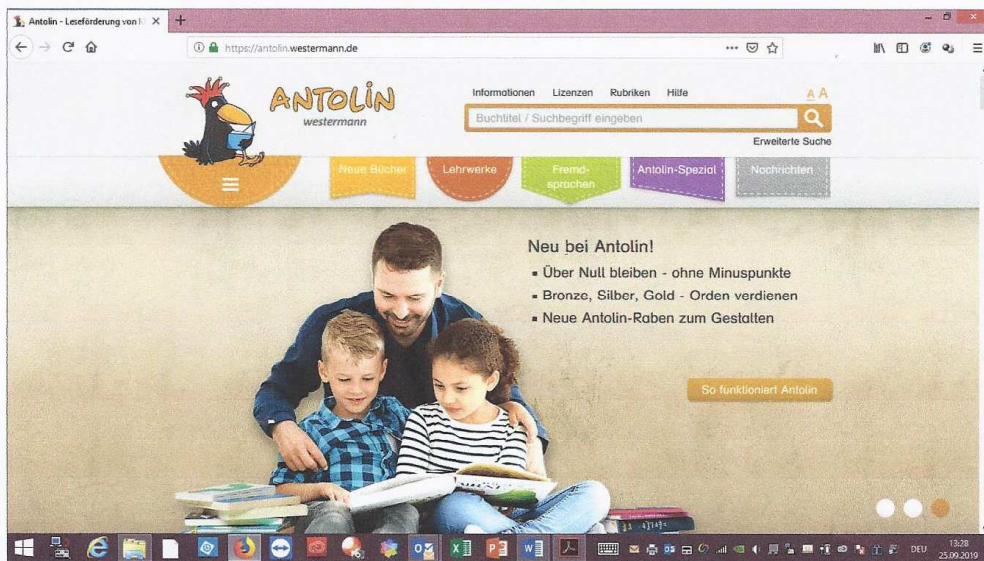 Antolin - Leseförderung von
https://antolin.westermann.de
ANTOLIN
westermann
Informationen Lizenzen Rubriken Hilfe
A A
Buchtitel / Suchbegriff eingeben
Erweiterte Suche
Neue Bücher
Lehrwerke
Fremd-
sprachen
Antolin-Spezial
Nachrichten
Neu bei Antolin!
▪ Über Null bleiben - ohne Minuspunkte
▪ Bronze, Silber, Gold - Orden verdienen
▪ Neue Antolin-Raben zum Gestalten
So funktioniert Antolin
DEU
13:28
25.09.2019